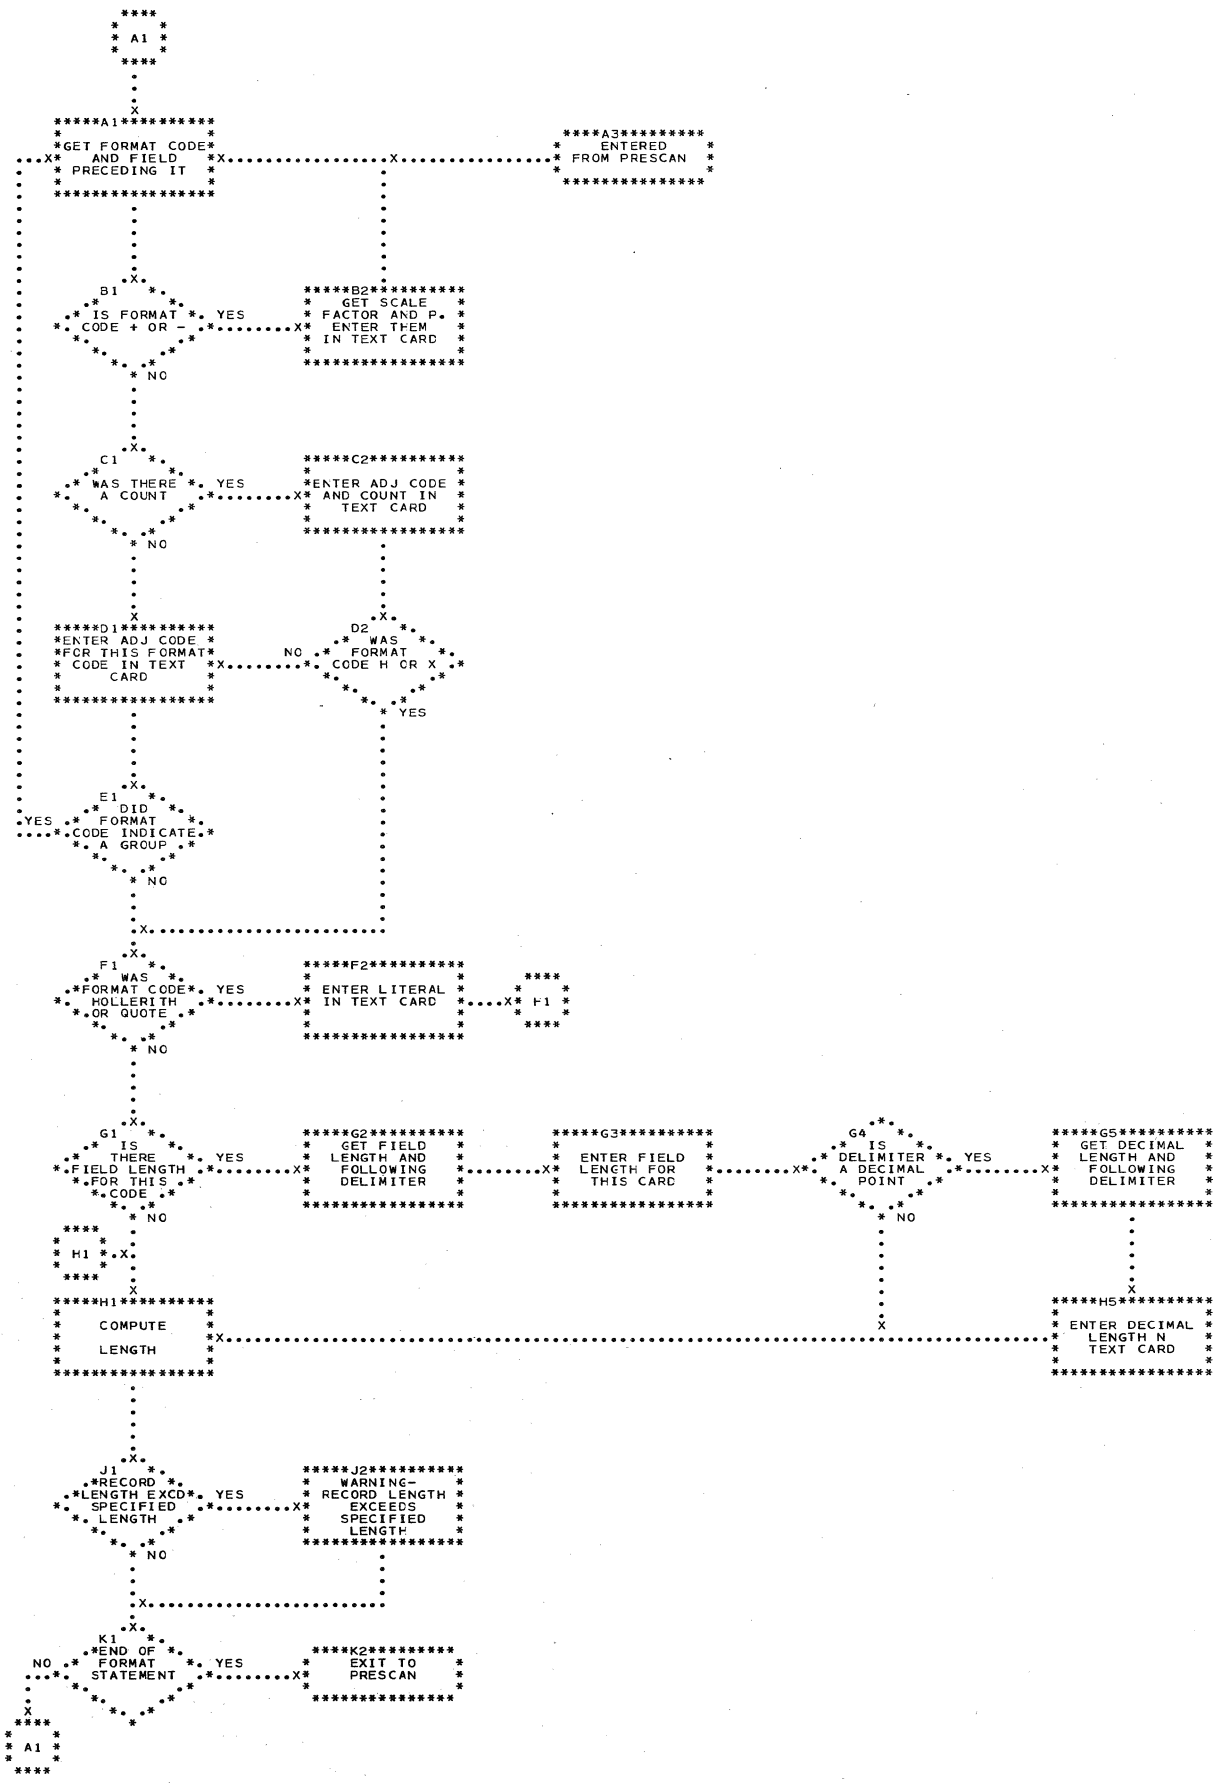 A1
A1
GET FORMAT CODE
AND FIELD
PRECEDING IT
A3
ENTERED
FROM PRESCAN
B1
IS FORMAT
CODE + OR -
YES
NO
B2
GET SCALE
FACTOR AND P.
ENTER THEM
IN TEXT CARD
C1
WAS THERE
A COUNT
YES
NO
C2
ENTER ADJ CODE
AND COUNT IN
TEXT CARD
D1
ENTER ADJ CODE
FOR THIS FORMAT
CODE IN TEXT
CARD
D2
WAS
FORMAT
CODE H OR X
NO
YES
E1
DID
FORMAT
CODE INDICATE
A GROUP
YES
NO
F1
WAS
FORMAT CODE
HOLLERITH
OR QUOTE
YES
NO
F2
ENTER LITERAL
IN TEXT CARD
H1
G1
IS
THERE
FIELD LENGTH
FOR THIS
CODE
YES
NO
G2
GET FIELD
LENGTH AND
FOLLOWING
DELIMITER
G3
ENTER FIELD
LENGTH FOR
THIS CARD
G4
IS
DELIMITER
A DECIMAL
POINT
YES
NO
G5
GET DECIMAL
LENGTH AND
FOLLOWING
DELIMITER
H1
H1
COMPUTE
LENGTH
H5
ENTER DECIMAL
LENGTH N
TEXT CARD
J1
RECORD
LENGTH EXCD
SPECIFIED
LENGTH
YES
NO
J2
WARNING-
RECORD LENGTH
EXCEEDS
SPECIFIED
LENGTH
K1
END OF
FORMAT
STATEMENT
NO
YES
K2
EXIT TO
PRESCAN
A1